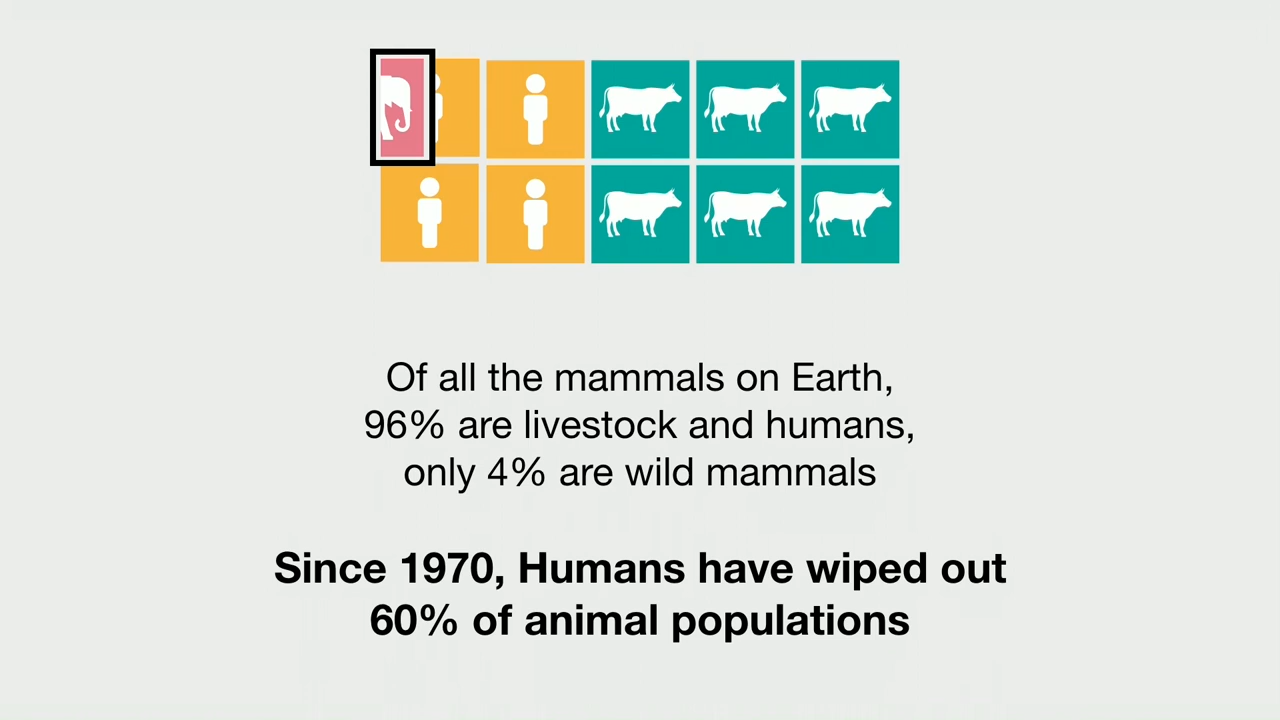 Of all the mammals on Earth,
96% are livestock and humans,
only 4% are wild mammals
Since 1970, Humans have wiped out
60% of animal populations